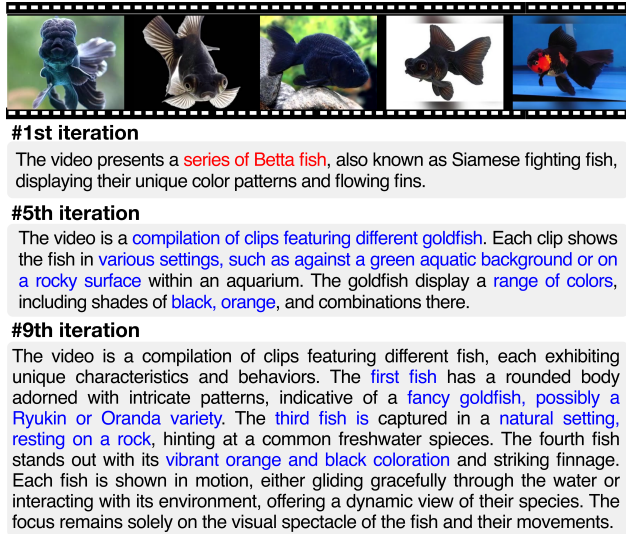 #1st iteration
The video presents a series of Betta fish, also known as Siamese fighting fish,
displaying their unique color patterns and flowing fins.
#5th iteration
The video is a compilation of clips featuring different goldfish. Each clip shows
the fish in various settings, such as against a green aquatic background or on
a rocky surface within an aquarium. The goldfish display a range of colors,
including shades of black, orange, and combinations there.
#9th iteration
The video is a compilation of clips featuring different fish, each exhibiting
unique characteristics and behaviors. The first fish has a rounded body
adorned with intricate patterns, indicative of a fancy goldfish, possibly a
Ryukin or Oranda variety. The third fish is captured in a natural setting,
resting on a rock, hinting at a common freshwater spieces. The fourth fish
stands out with its vibrant orange and black coloration and striking finnage.
Each fish is shown in motion, either gliding gracefully through the water or
interacting with its environment, offering a dynamic view of their species. The
focus remains solely on the visual spectacle of the fish and their movements.